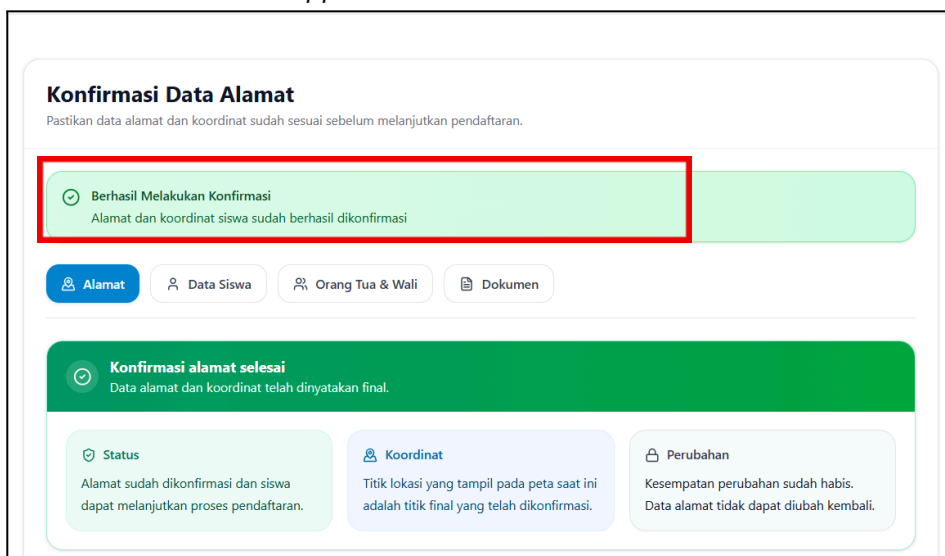 Konfirmasi Data Alamat
Pastikan data alamat dan koordinat sudah sesuai sebelum melanjutkan pendaftaran.
Berhasil Melakukan Konfirmasi
Alamat dan koordinat siswa sudah berhasil dikonfirmasi
Alamat Data Siswa Orang Tua & Wali Dokumen
Konfirmasi alamat selesai
Data alamat dan koordinat telah dinyatakan final.
Status
Alamat sudah dikonfirmasi dan siswa
dapat melanjutkan proses pendaftaran.
Koordinat
Titik lokasi yang tampil pada peta saat ini
adalah titik final yang telah dikonfirmasi.
Perubahan
Kesempatan perubahan sudah habis.
Data alamat tidak dapat diubah kembali.